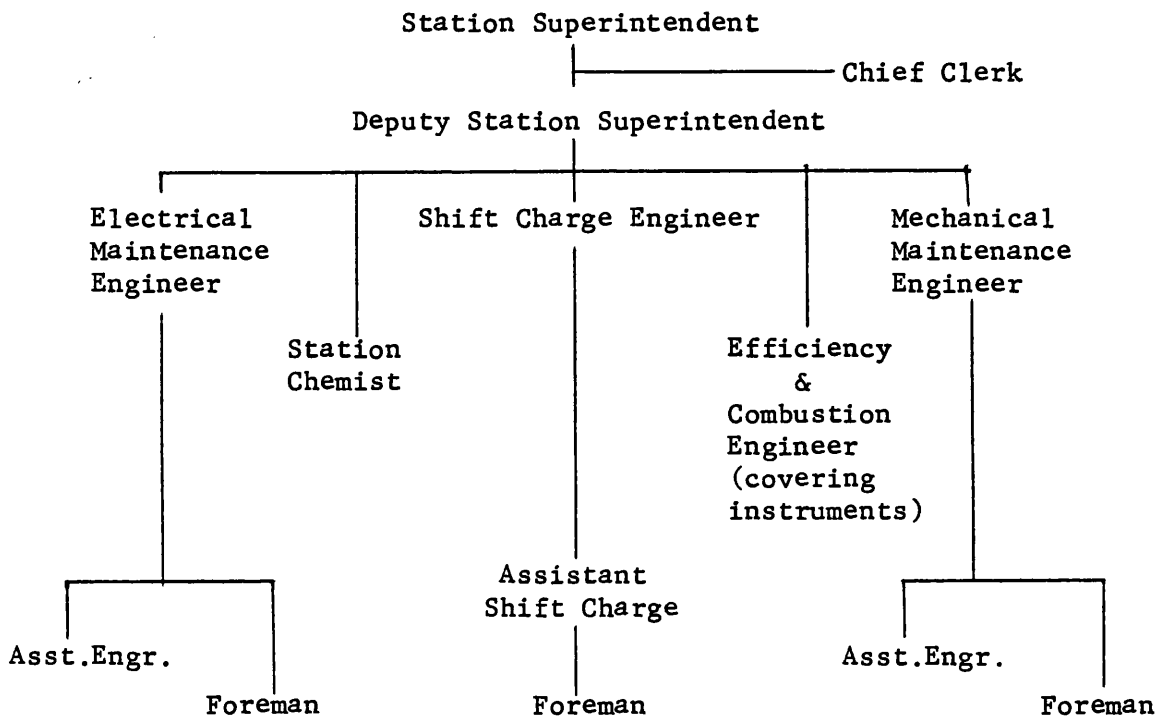 Station Superintendent
Chief Clerk
Deputy Station Superintendent
Electrical
Maintenance
Engineer
Shift Charge Engineer
Mechanical
Maintenance
Engineer
Station
Chemist
Efficiency
&
Combustion
Engineer
(covering
instruments)
Assistant
Shift Charge
Asst.Engr.
Foreman
Foreman
Asst.Engr.
Foreman